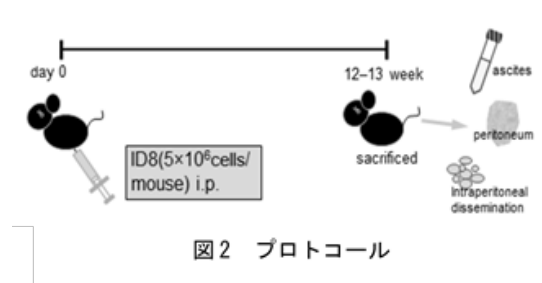 day 0
12–13 week
ascites
ID8(5×10⁶cells/
mouse) i.p.
sacrificed
peritoneum
Intraperitoneal
dissemination
図2 プロトコール